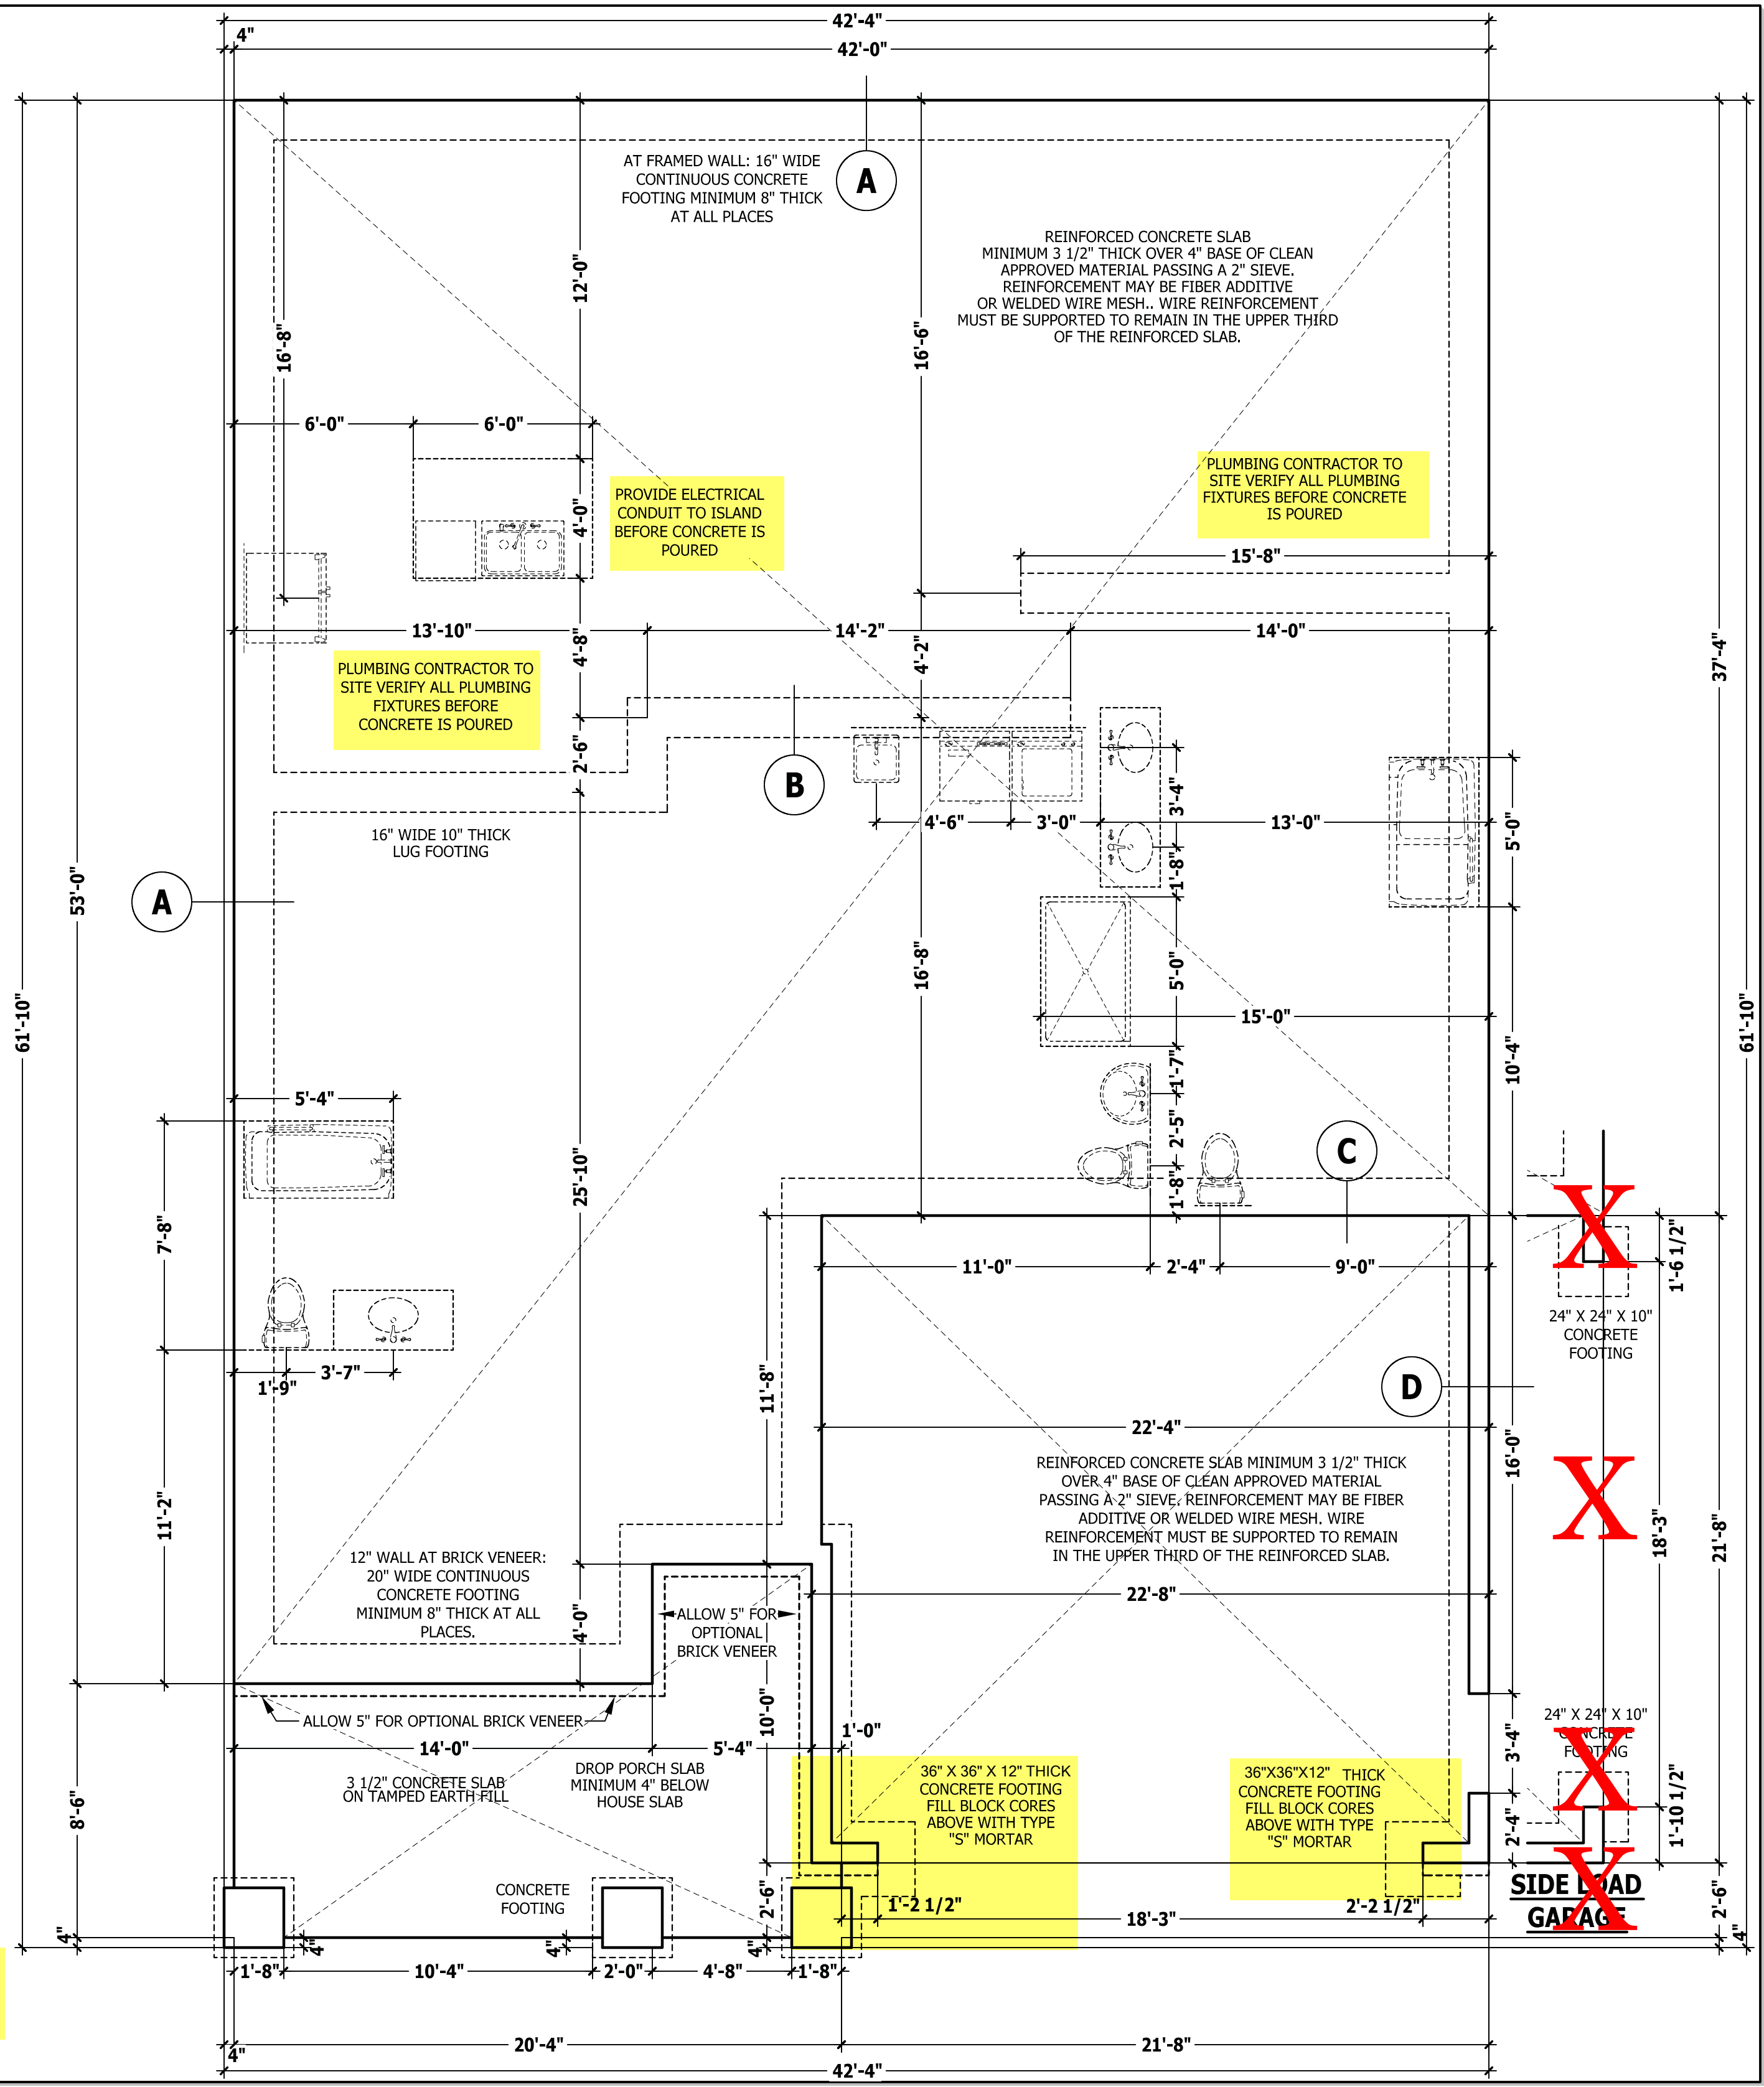 42'-4"
4"
42'-0"
AT FRAMED WALL: 16" WIDE
CONTINUOUS CONCRETE
FOOTING MINIMUM 8" THICK
AT ALL PLACES
A
REINFORCED CONCRETE SLAB
MINIMUM 3 1/2" THICK OVER 4" BASE OF CLEAN
APPROVED MATERIAL PASSING A 2" SIEVE.
REINFORCEMENT MAY BE FIBER ADDITIVE
OR WELDED WIRE MESH.. WIRE REINFORCEMENT
MUST BE SUPPORTED TO REMAIN IN THE UPPER THIRD
OF THE REINFORCED SLAB.
12'-0"
16'-8"
16'-6"
6'-0"
6'-0"
PROVIDE ELECTRICAL
CONDUIT TO ISLAND
BEFORE CONCRETE IS
POURED
PLUMBING CONTRACTOR TO
SITE VERIFY ALL PLUMBING
FIXTURES BEFORE CONCRETE
IS POURED
4'-0"
15'-8"
13'-10"
14'-2"
14'-0"
4'-8"
4'-2"
37'-4"
PLUMBING CONTRACTOR TO
SITE VERIFY ALL PLUMBING
FIXTURES BEFORE
CONCRETE IS POURED
2'-6"
B
3'-4"
4'-6"
3'-0"
13'-0"
5'-0"
16" WIDE 10" THICK
LUG FOOTING
1'-8"
53'-0"
A
16'-8"
5'-0"
15'-0"
61'-10"
61'-10"
10'-4"
1'-7"
5'-4"
2'-5"
C
25'-10"
1'-8"
7'-8"
X
1'-6 1/2"
11'-0"
2'-4"
9'-0"
24" X 24" X 10"
CONCRETE
FOOTING
1'-9"
3'-7"
11'-8"
D
22'-4"
16'-0"
REINFORCED CONCRETE SLAB MINIMUM 3 1/2" THICK
OVER 4" BASE OF CLEAN APPROVED MATERIAL
PASSING A 2" SIEVE. REINFORCEMENT MAY BE FIBER
ADDITIVE OR WELDED WIRE MESH. WIRE
REINFORCEMENT MUST BE SUPPORTED TO REMAIN
IN THE UPPER THIRD OF THE REINFORCED SLAB.
X
11'-2"
18'-3"
21'-8"
12" WALL AT BRICK VENEER:
20" WIDE CONTINUOUS
CONCRETE FOOTING
MINIMUM 8" THICK AT ALL
PLACES.
22'-8"
4'-0"
ALLOW 5" FOR
OPTIONAL
BRICK VENEER
10'-0"
ALLOW 5" FOR OPTIONAL BRICK VENEER
1'-0"
24" X 24" X 10"
CONCRETE
FOOTING
X
14'-0"
5'-4"
3'-4"
DROP PORCH SLAB
MINIMUM 4" BELOW
HOUSE SLAB
3 1/2" CONCRETE SLAB
ON TAMPED EARTH FILL
36" X 36" X 12" THICK
CONCRETE FOOTING
FILL BLOCK CORES
ABOVE WITH TYPE
"S" MORTAR
36"X36"X12" THICK
CONCRETE FOOTING
FILL BLOCK CORES
ABOVE WITH TYPE
"S" MORTAR
8'-6"
1'-10 1/2"
2'-4"
SIDE LOAD
GARAGE
X
CONCRETE
FOOTING
2'-6"
1'-2 1/2"
18'-3"
2'-2 1/2"
2'-6"
4"
4"
4"
4"
4"
1'-8"
10'-4"
2'-0"
4'-8"
1'-8"
20'-4"
21'-8"
4"
42'-4"